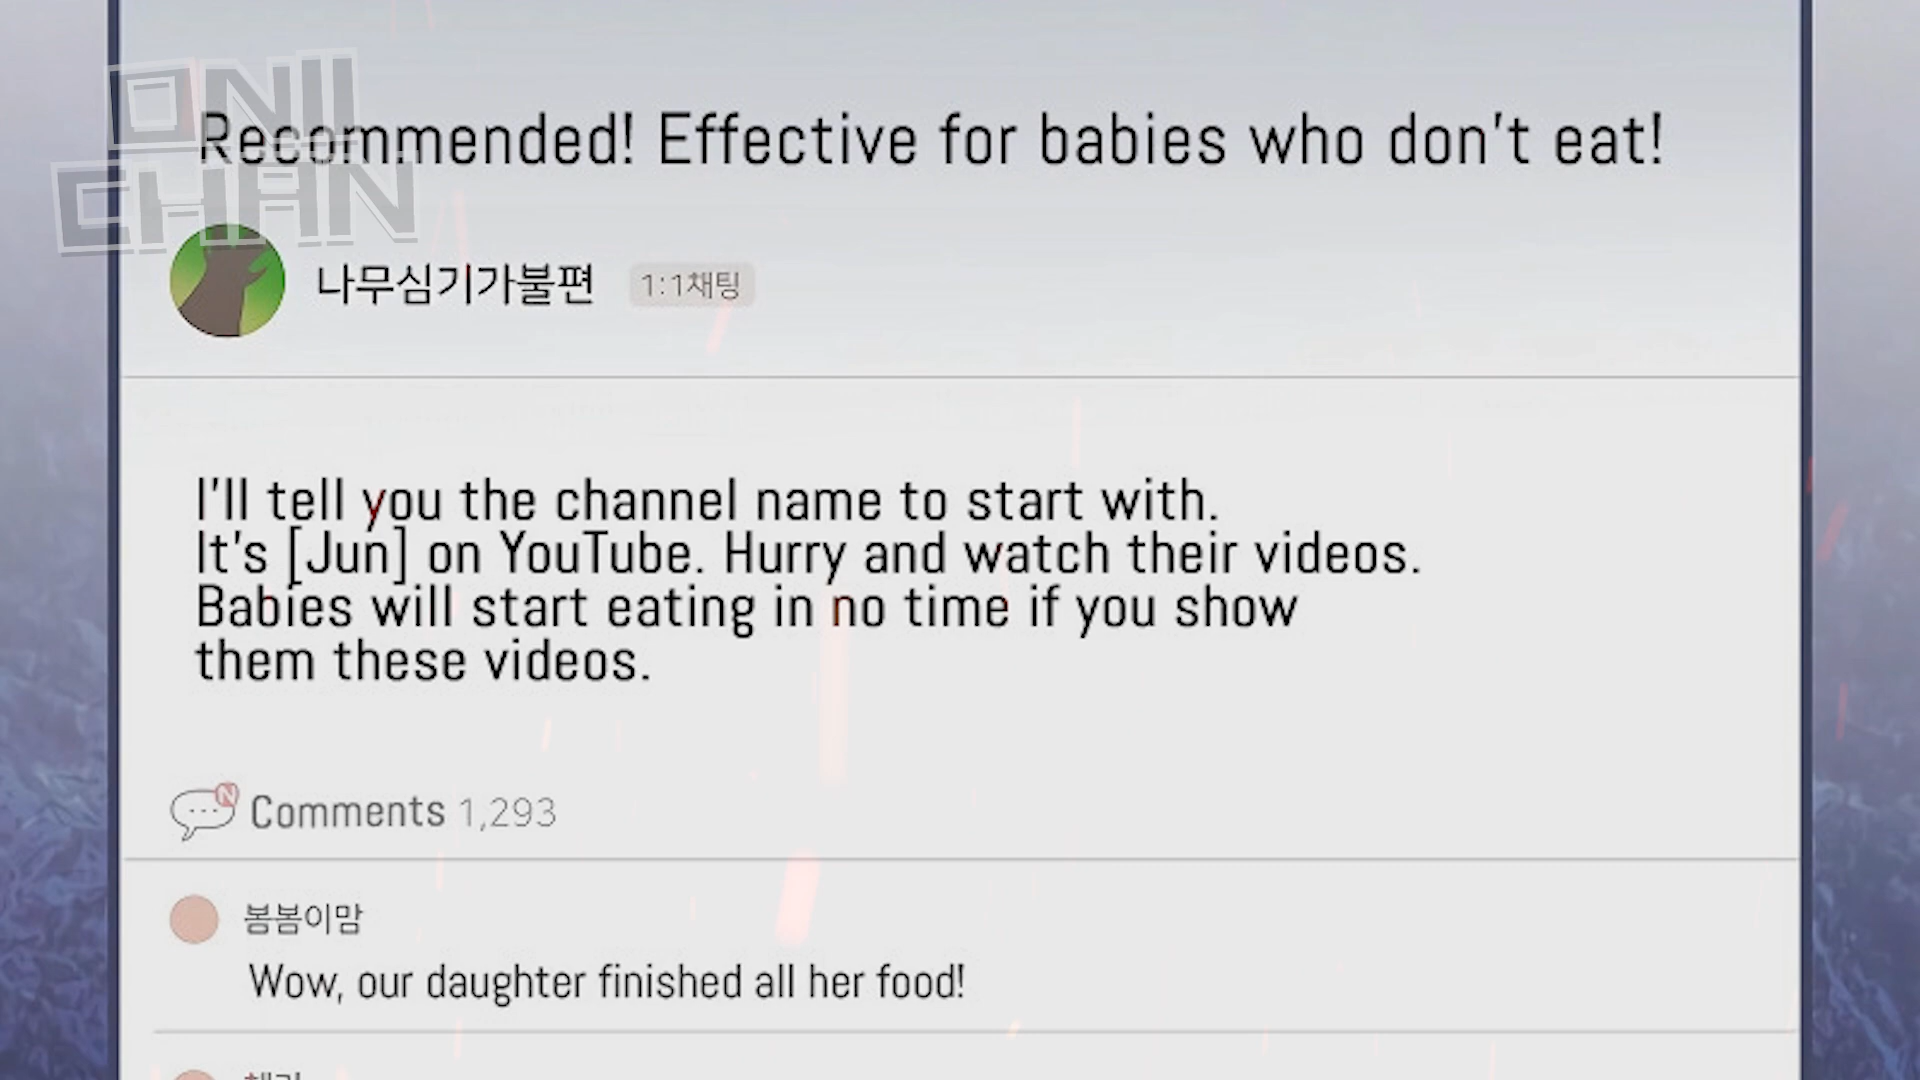 ONII
CHAN
Recommended! Effective for babies who don't eat!
나무심기가불편 1:1채팅
I'll tell you the channel name to start with.
It's [Jun] on YouTube. Hurry and watch their videos.
Babies will start eating in no time if you show
them these videos.
N
Comments 1,293
봄봄이맘
Wow, our daughter finished all her food!